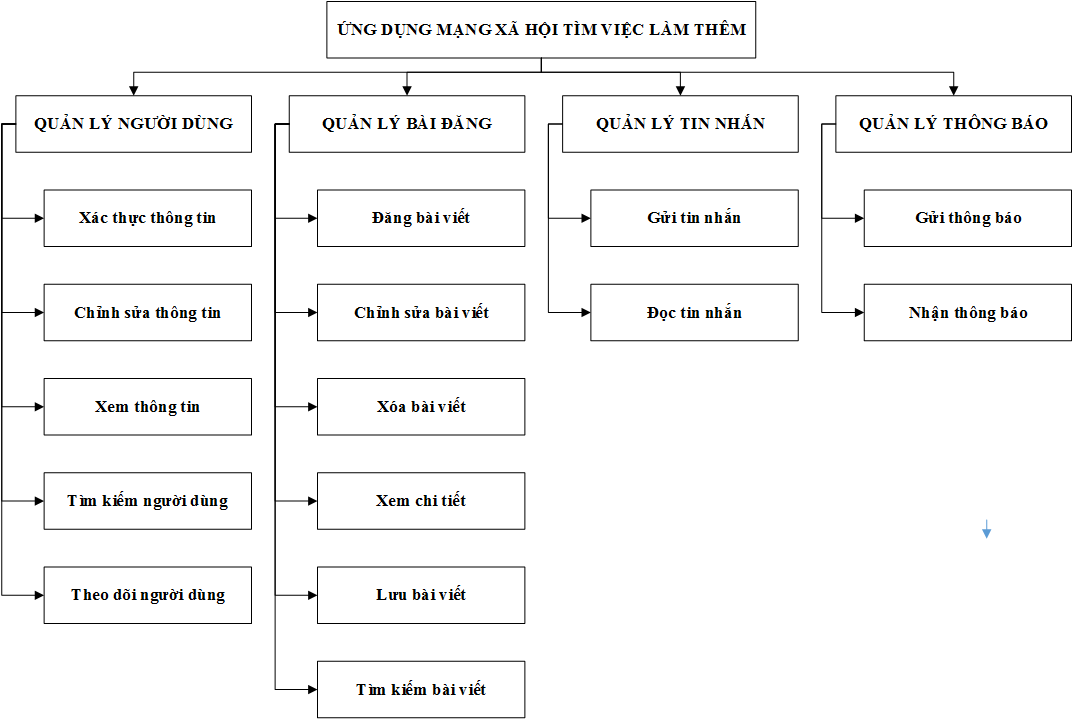 ỨNG DỤNG MẠNG XÃ HỘI TÌM VIỆC LÀM THÊM
QUẢN LÝ NGƯỜI DÙNG
Xác thực thông tin
Chỉnh sửa thông tin
Xem thông tin
Tìm kiếm người dùng
Theo dõi người dùng
QUẢN LÝ BÀI ĐĂNG
Đăng bài viết
Chỉnh sửa bài viết
Xóa bài viết
Xem chi tiết
Lưu bài viết
Tìm kiếm bài viết
QUẢN LÝ TIN NHẮN
Gửi tin nhắn
Đọc tin nhắn
QUẢN LÝ THÔNG BÁO
Gửi thông báo
Nhận thông báo